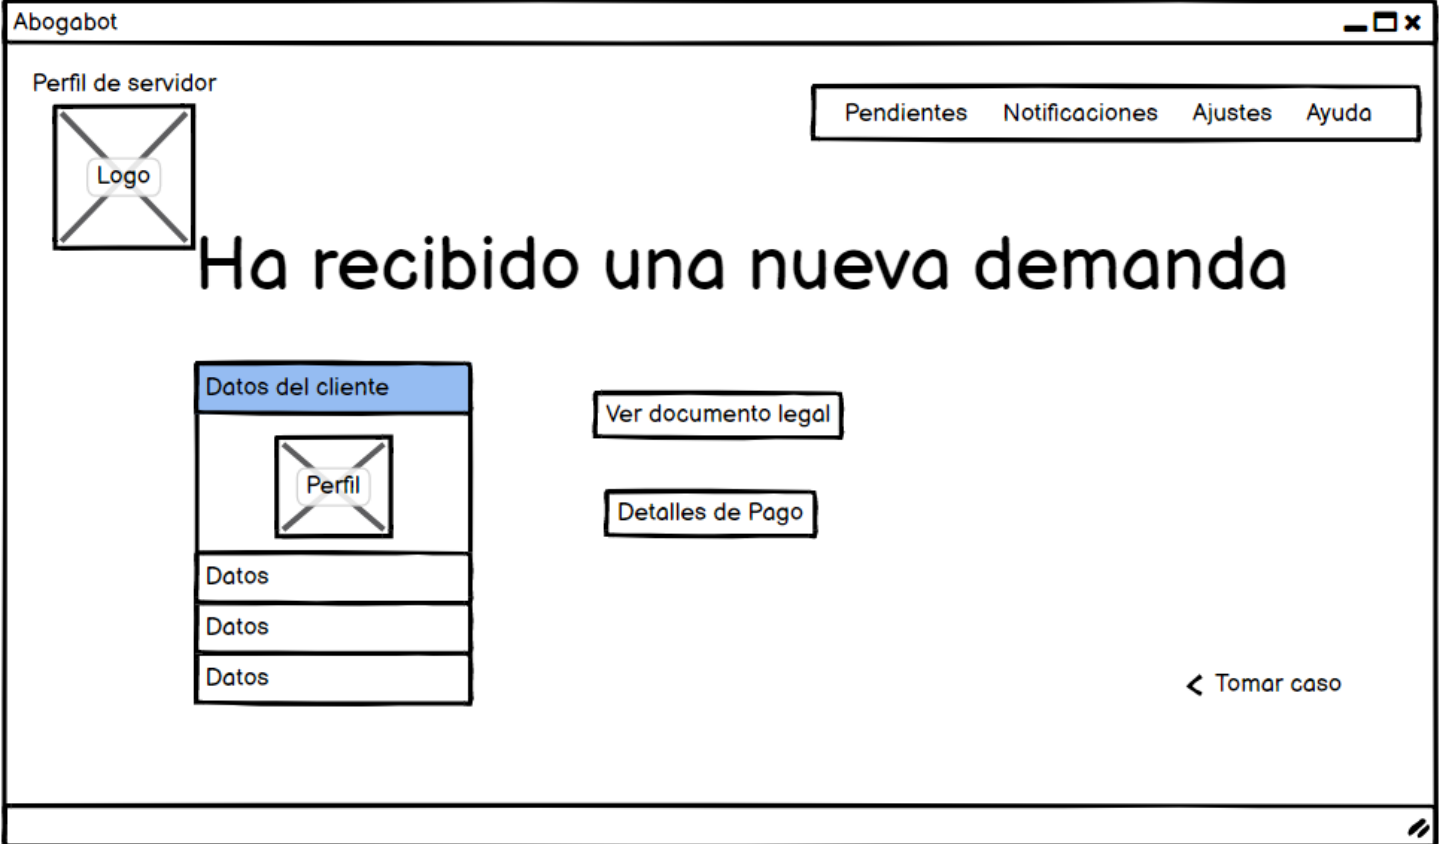 Abogabot
Perfil de servidor
Pendientes Notificaciones Ajustes Ayuda
Logo
Ha recibido una nueva demanda
Datos del cliente
Perfil
Datos
Datos
Datos
Ver documento legal
Detalles de Pago
Tomar caso